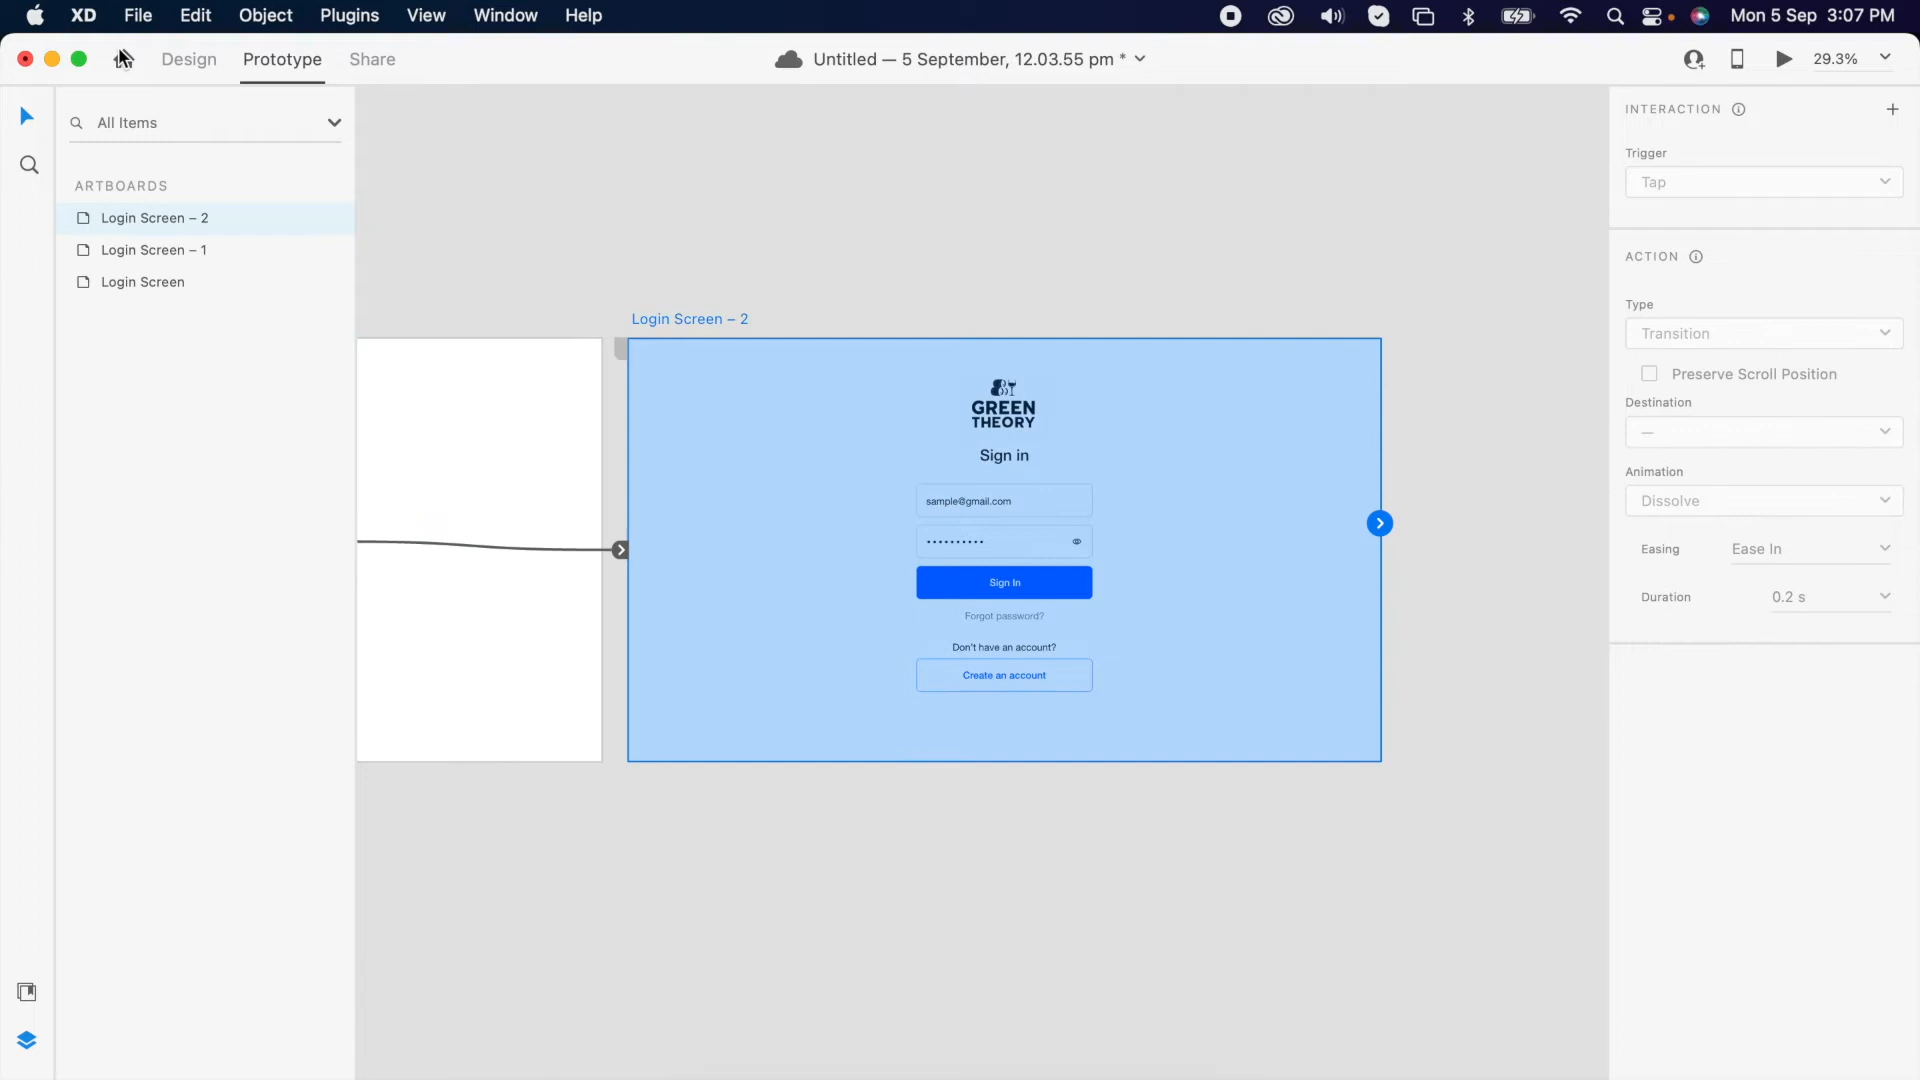 XD File Edit Object Plugins View Window Help Mon 5 Sep 3:07 PM
Design Prototype Share Untitled — 5 September, 12.03.55 pm * 29.3%
All Items
ARTBOARDS
Login Screen – 2
Login Screen – 1
Login Screen
Login Screen – 2
GREEN
THEORY
Sign in
sample@gmail.com
••••••••••
Sign In
Forgot password?
Don't have an account?
Create an account
INTERACTION
Trigger
Tap
ACTION
Type
Transition
Preserve Scroll Position
Destination
—
Animation
Dissolve
Easing Ease In
Duration 0.2 s